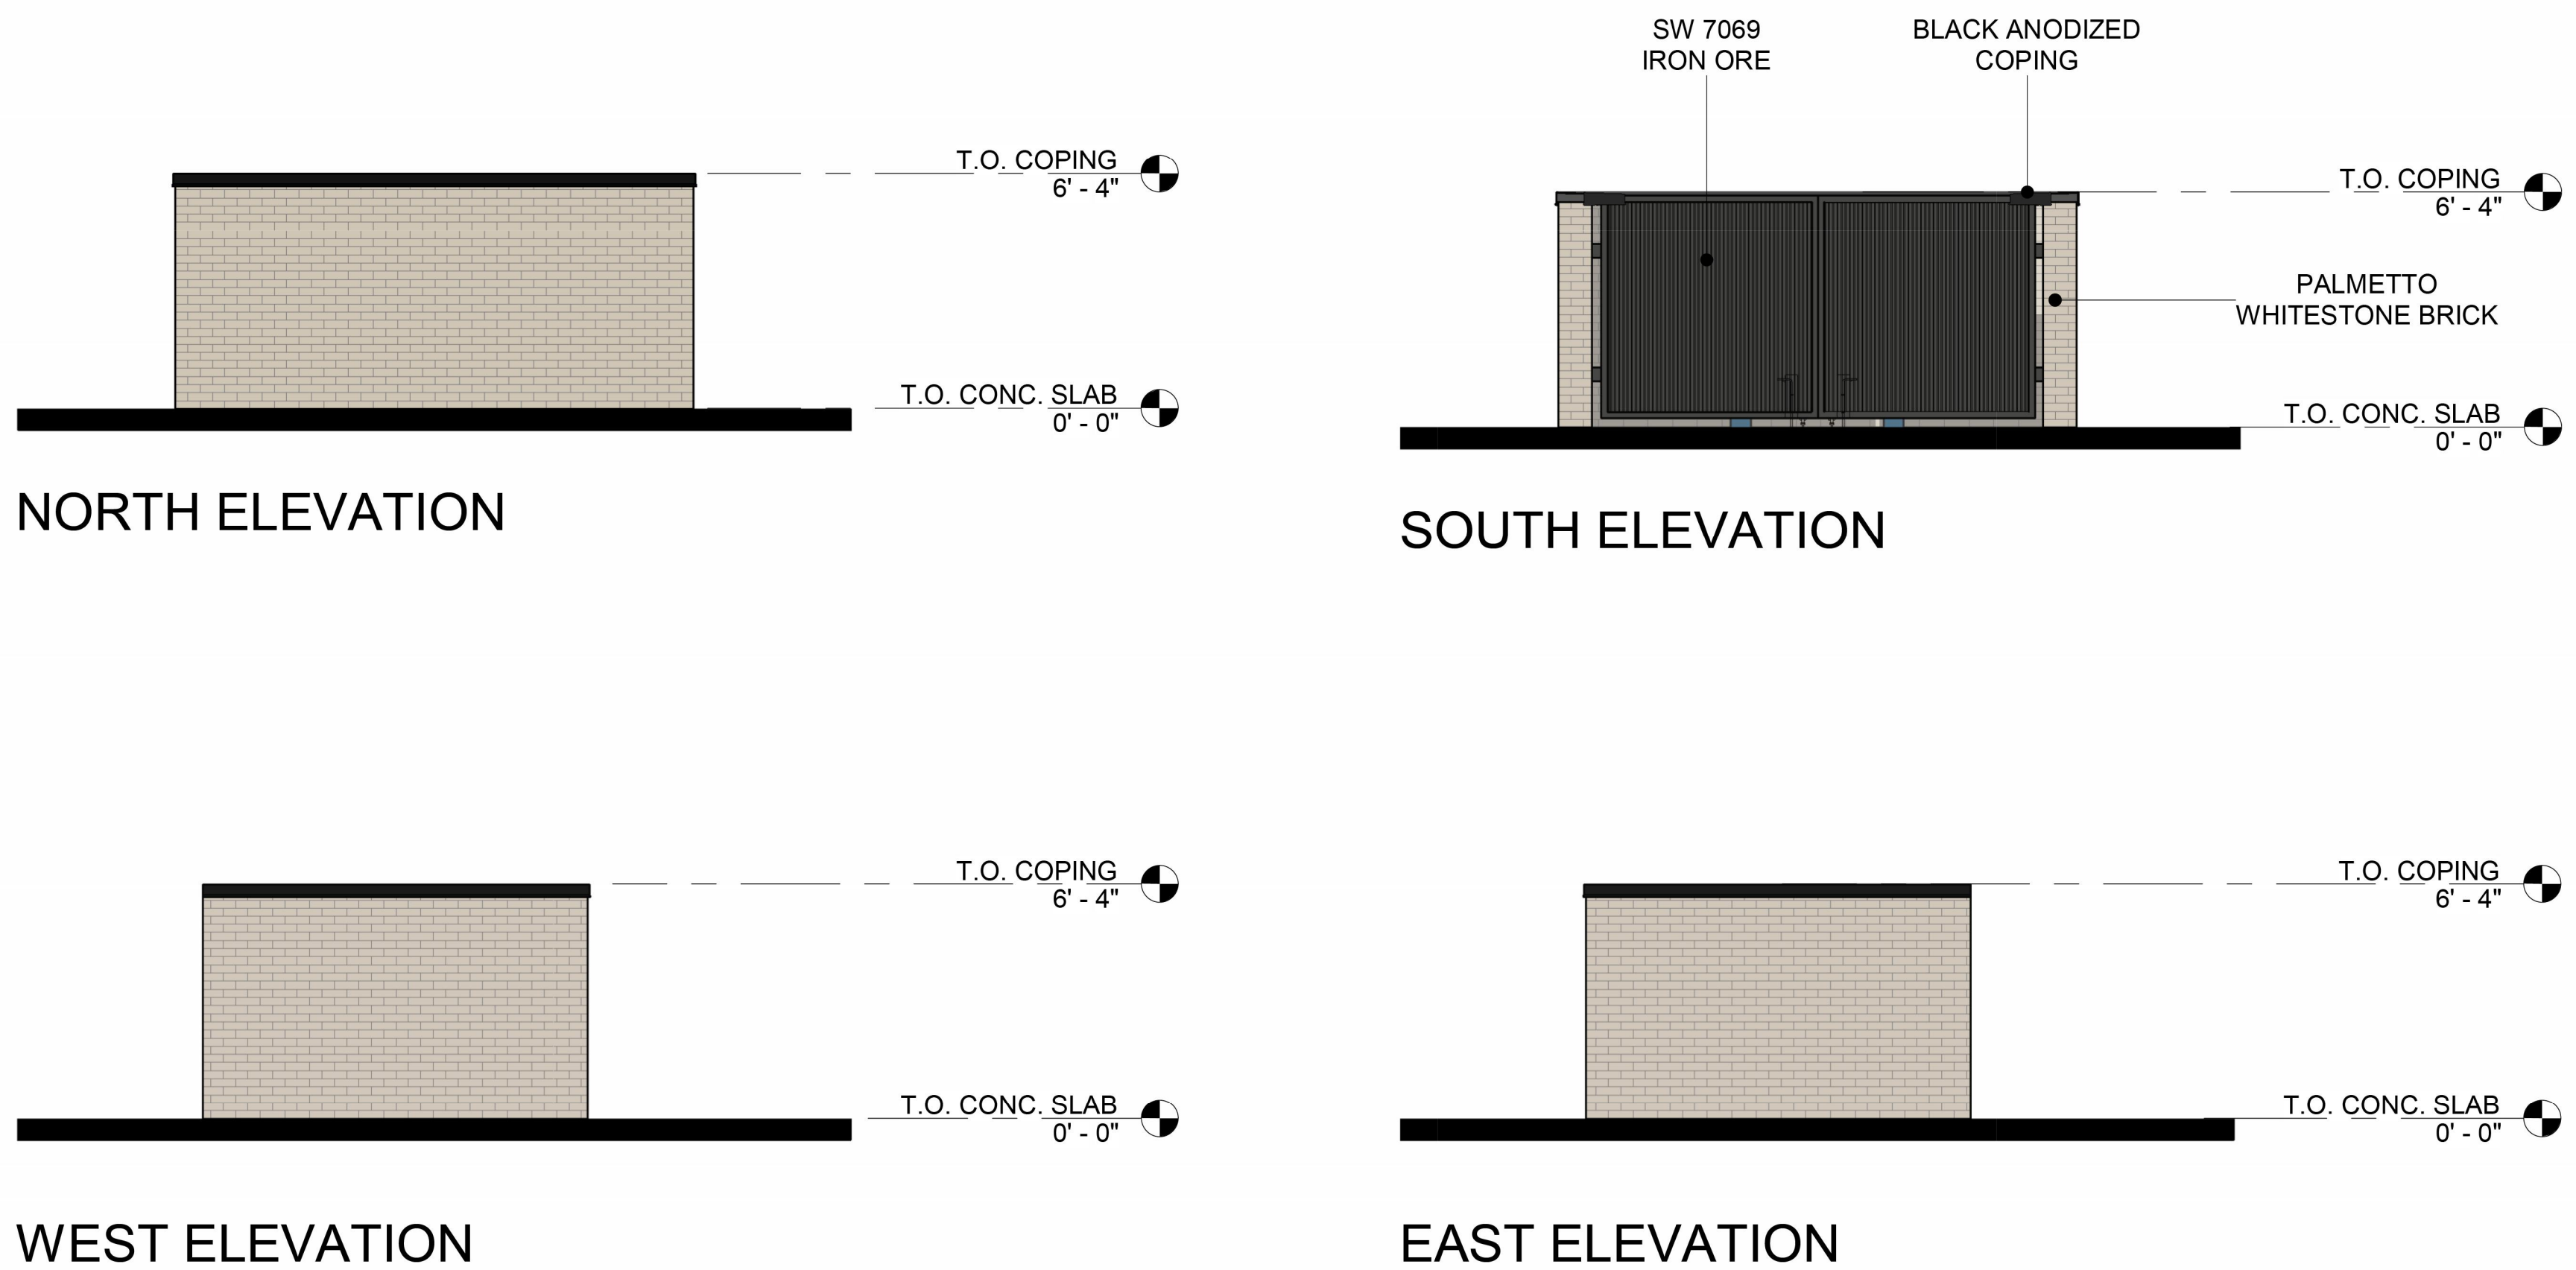 T.O. COPING
6' - 4"
T.O. CONC. SLAB
0' - 0"
NORTH ELEVATION
SW 7069
IRON ORE
BLACK ANODIZED
COPING
T.O. COPING
6' - 4"
PALMETTO
WHITESTONE BRICK
T.O. CONC. SLAB
0' - 0"
SOUTH ELEVATION
T.O. COPING
6' - 4"
T.O. CONC. SLAB
0' - 0"
WEST ELEVATION
T.O. COPING
6' - 4"
T.O. CONC. SLAB
0' - 0"
EAST ELEVATION